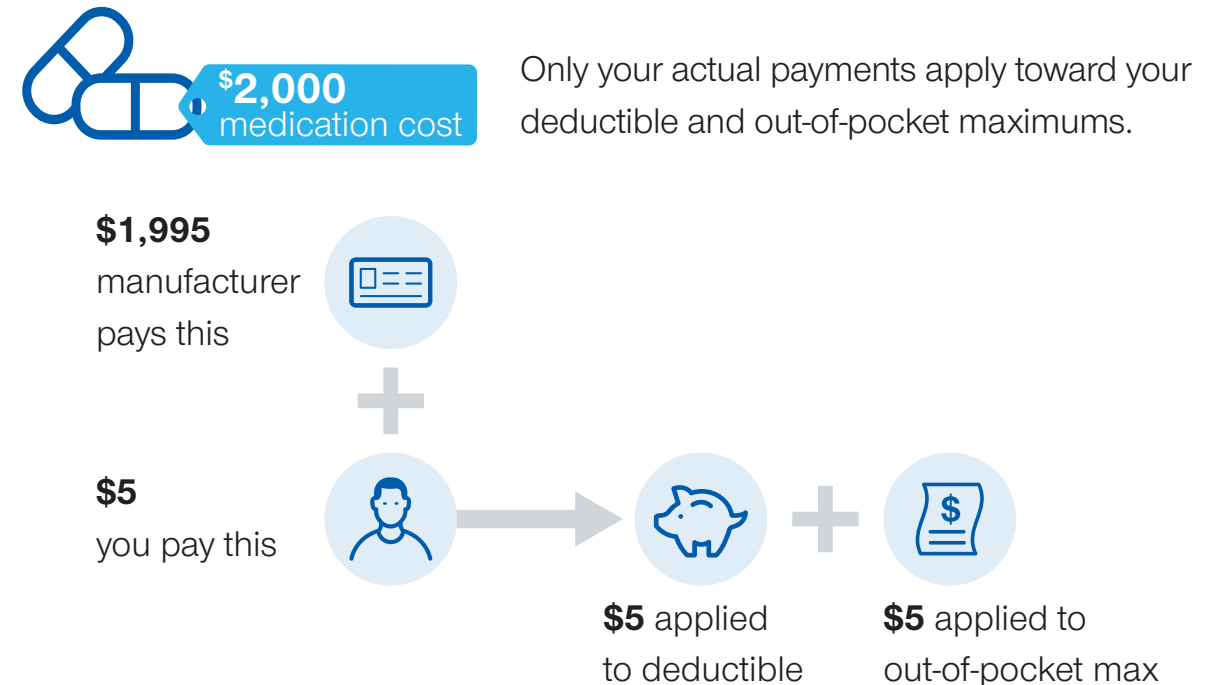 $2,000
medication cost
Only your actual payments apply toward your
deductible and out-of-pocket maximums.
$1,995
manufacturer
pays this
$5
you pay this
$
$5 applied
to deductible
$5 applied to
out-of-pocket max